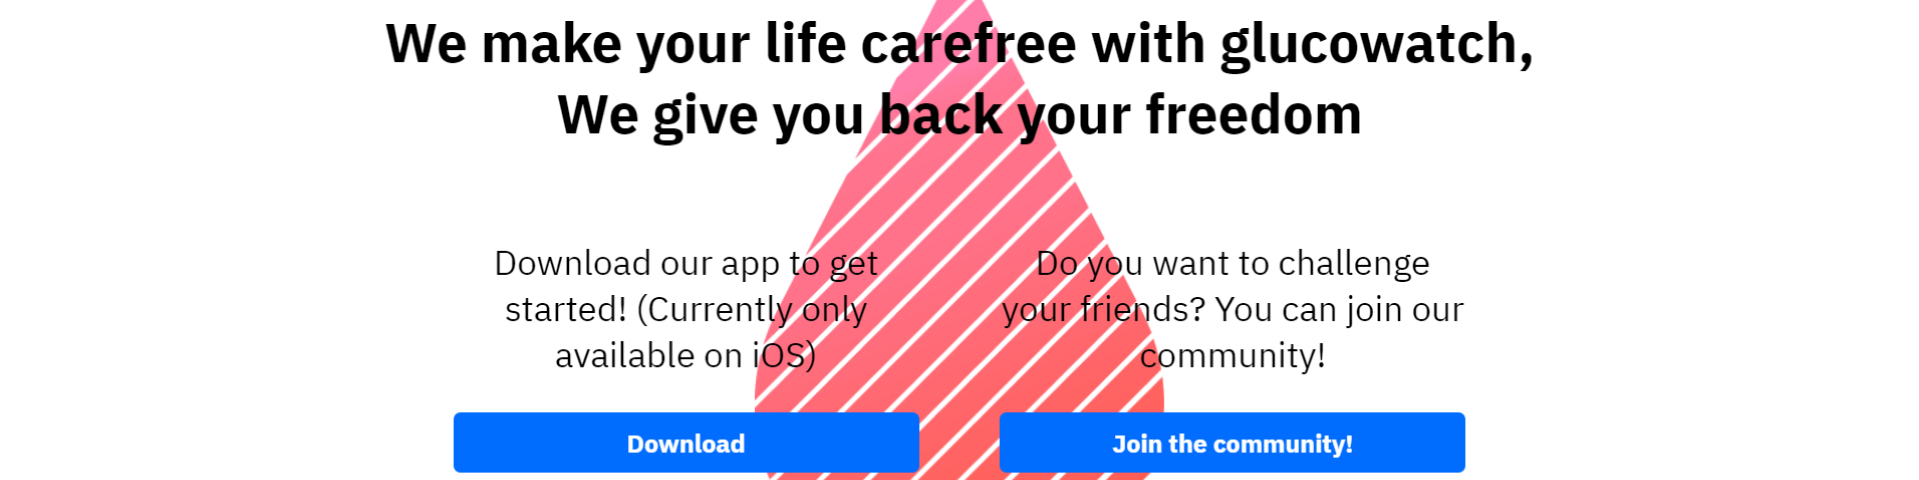 We make your life carefree with glucowatch,
We give you back your freedom
Download our app to get
started! (Currently only
available on iOS)
Download
Do you want to challenge
your friends? You can join our
community!
Join the community!